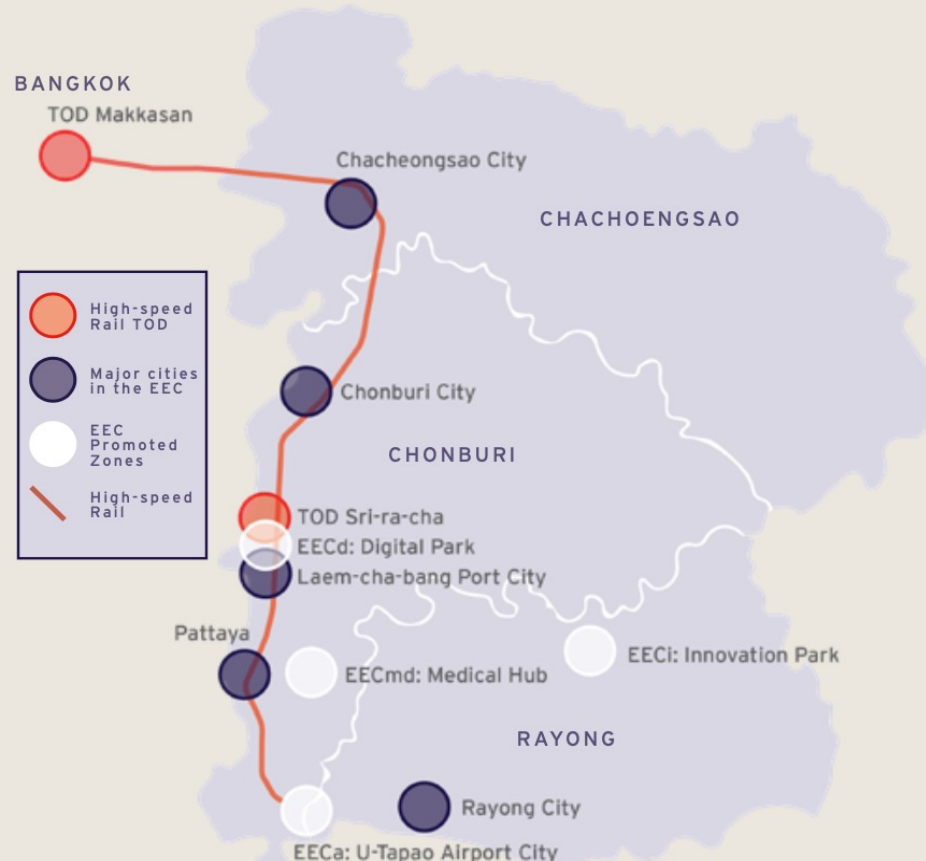 BANGKOK
TOD Makkasan
Chacheongsao City
CHACHOENGSAO
High-speed
Rail TOD
Major cities
in the EEC
EEC
Promoted
Zones
High-speed
Rail
Chonburi City
CHONBURI
TOD Sri-ra-cha
EECd: Digital Park
Laem-cha-bang Port City
Pattaya
EECmd: Medical Hub
EECi: Innovation Park
RAYONG
Rayong City
EECa: U-Tapao Airport City